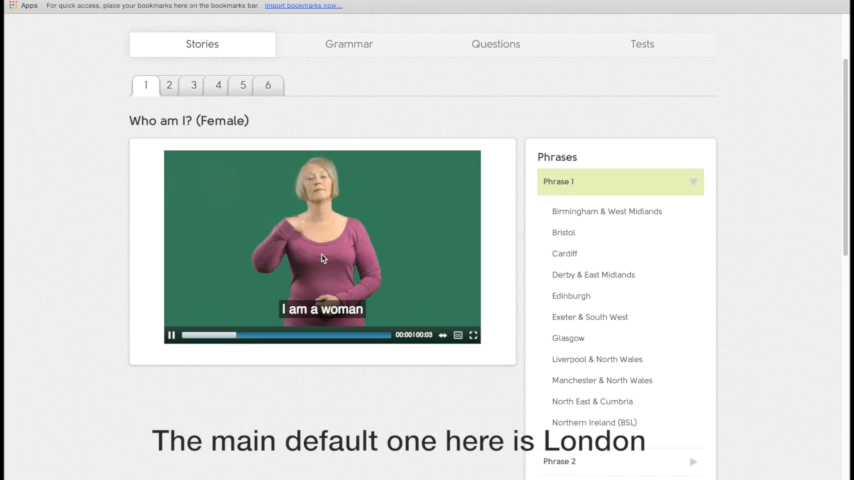 Apps For quick access, place your bookmarks here on the bookmarks bar. Import bookmarks now...
Stories Grammar Questions Tests
1 2 3 4 5 6
Who am I? (Female)
I am a woman
00:00|00:03
Phrases
Phrase 1
Birmingham & West Midlands
Bristol
Cardiff
Derby & East Midlands
Edinburgh
Exeter & South West
Glasgow
Liverpool & North Wales
Manchester & North Wales
North East & Cumbria
Northern Ireland (BSL)
Phrase 2
The main default one here is London